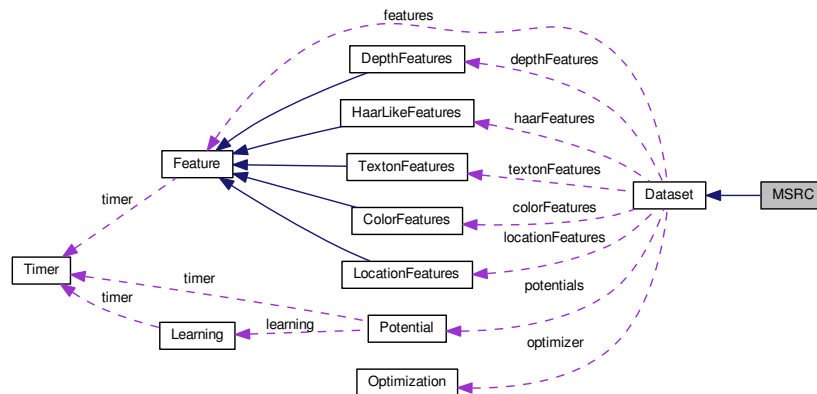 features
DepthFeatures
depthFeatures
HaarLikeFeatures
haarFeatures
Feature
TextonFeatures
textonFeatures
Dataset
MSRC
timer
ColorFeatures
colorFeatures
locationFeatures
Timer
timer
LocationFeatures
potentials
timer
Learning
learning
Potential
optimizer
Optimization